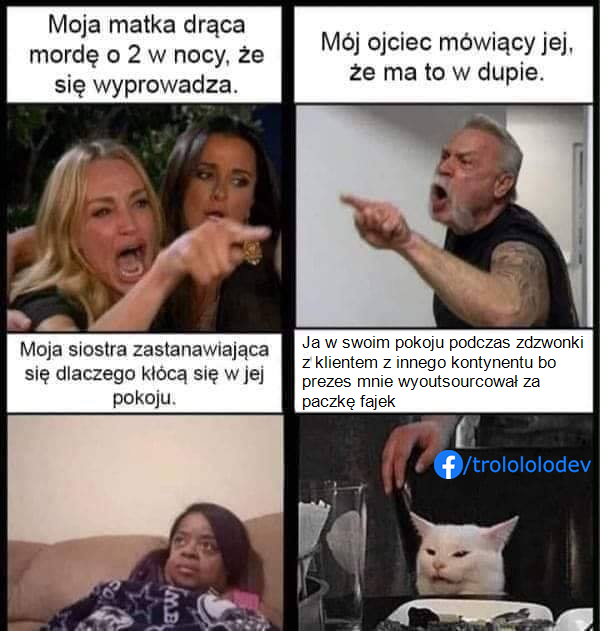 Moja matka drąca
mordę o 2 w nocy, że
się wyprowadza.
Mój ojciec mówiący jej,
że ma to w dupie.
Moja siostra zastanawiająca
się dlaczego kłócą się w jej
pokoju.
Ja w swoim pokoju podczas zdzwonki
z klientem z innego kontynentu bo
prezes mnie wyoutsourcował za
paczkę fajek
f/trolololodev
MB